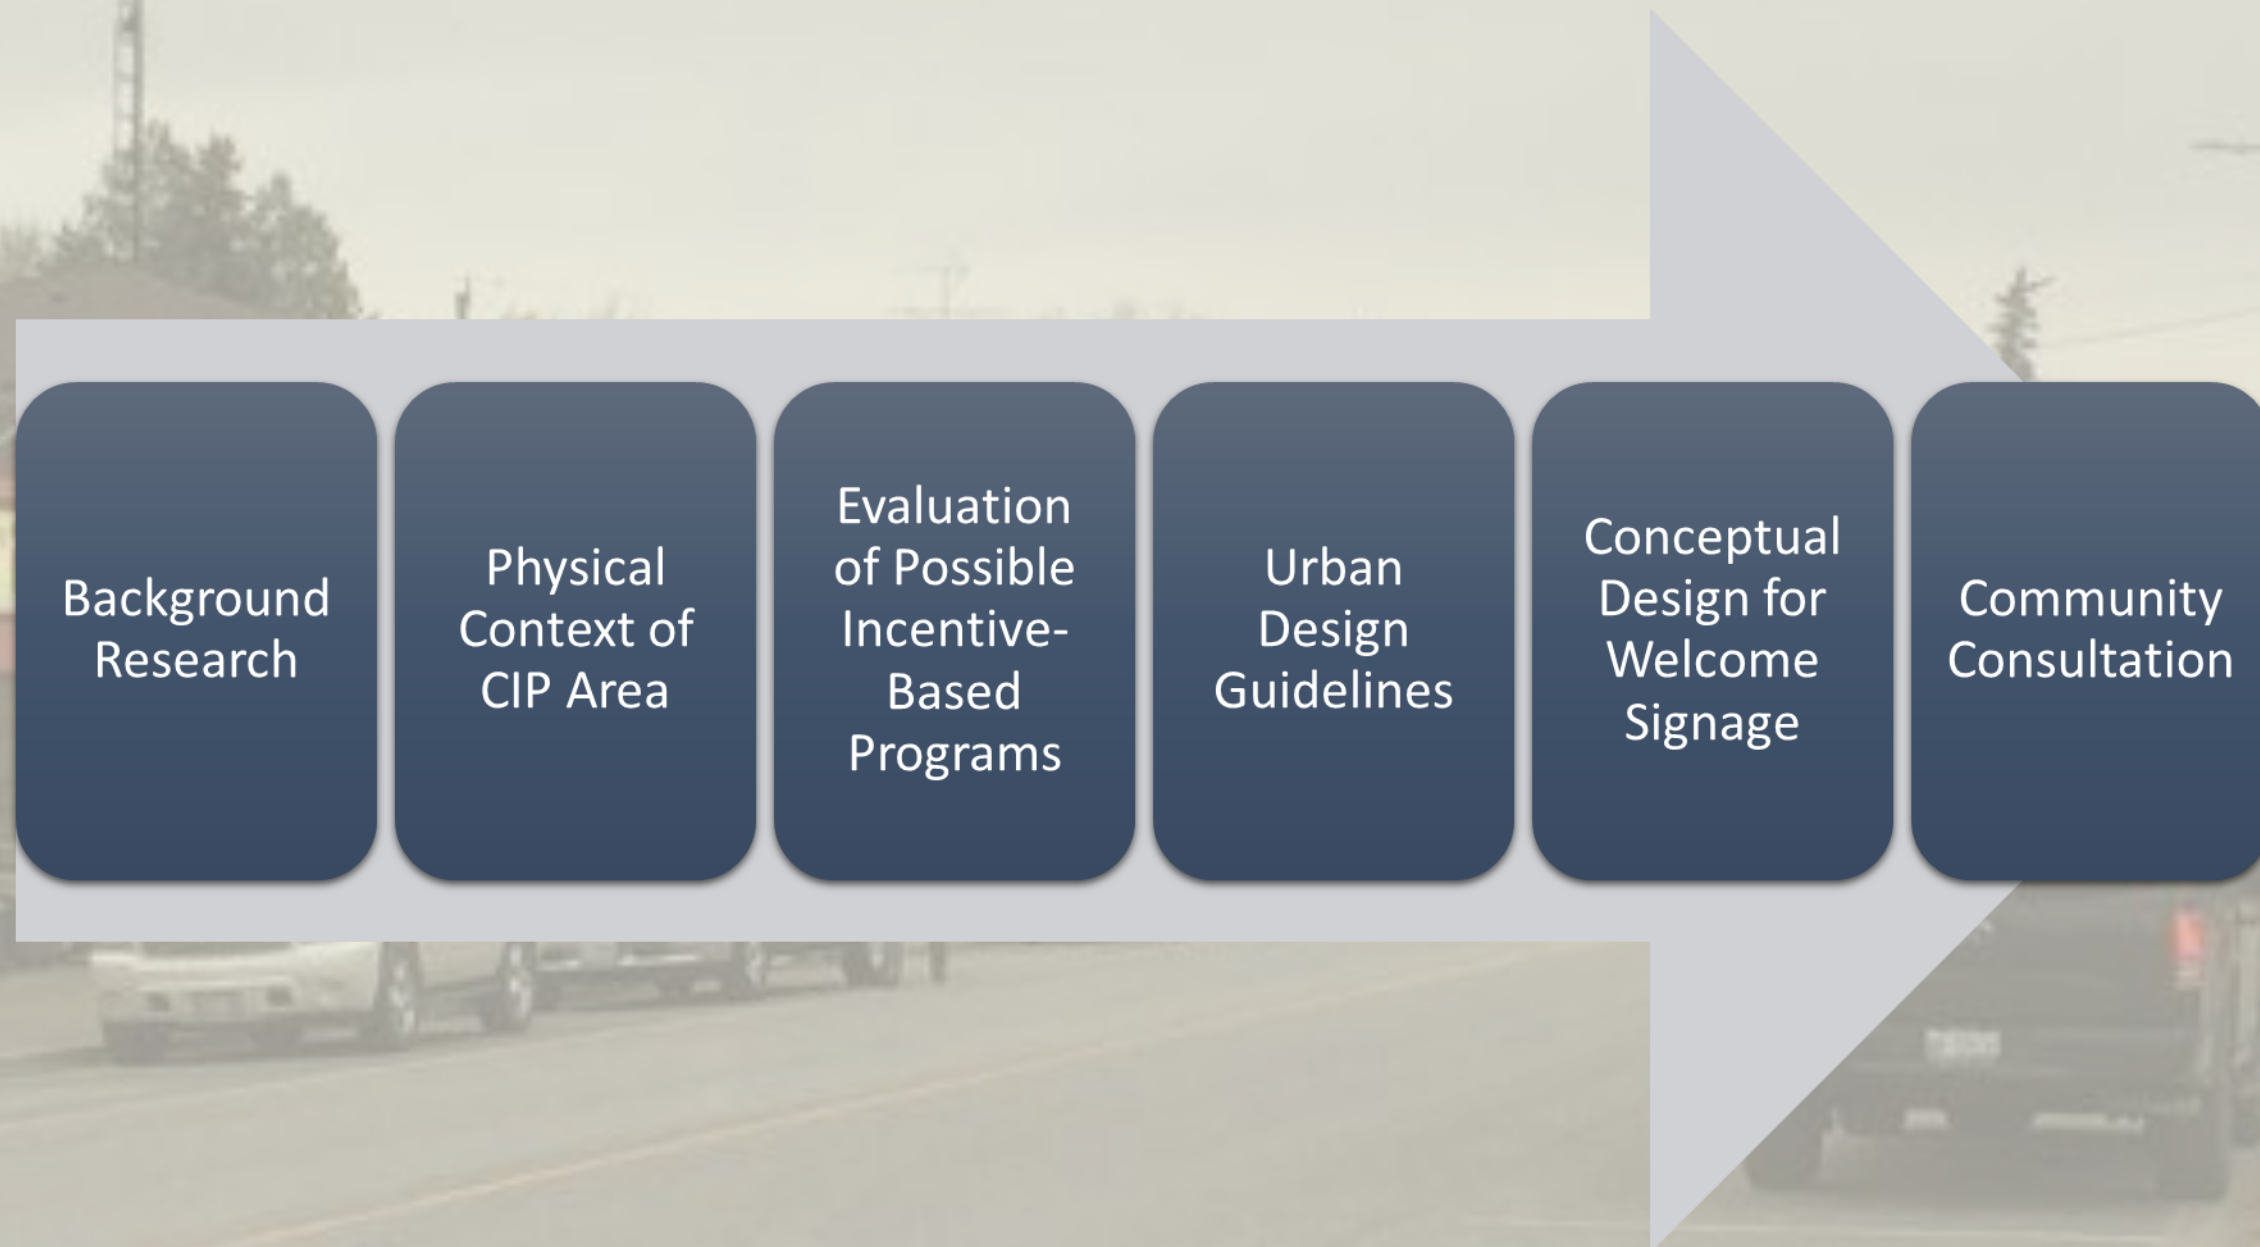 Background
Research
Physical
Context of
CIP Area
Evaluation
of Possible
Incentive-
Based
Programs
Urban
Design
Guidelines
Conceptual
Design for
Welcome
Signage
Community
Consultation